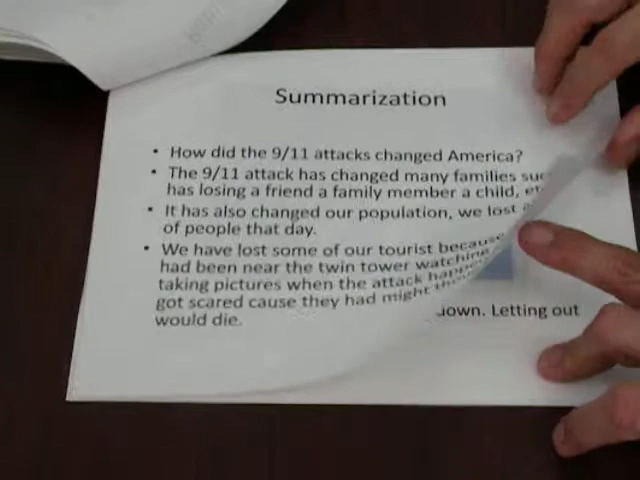 Summarization
• How did the 9/11 attacks changed America?
• The 9/11 attack has changed many families
has losing a friend a family member a child,
• It has also changed our population, we lost
of people that day.
• We have lost some of our tourist because
had been near the twin tower watching
taking pictures when the attack
got scared cause they had might
would die.
down. Letting out